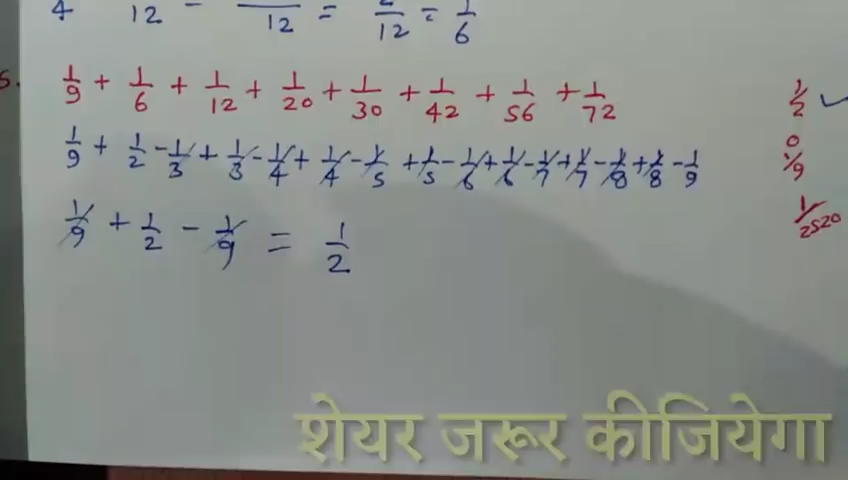 4 12 - 12 = 2/12 = 1/6
5.
1/9 + 1/6 + 1/12 + 1/20 + 1/30 + 1/42 + 1/56 + 1/72
1/2 ✓
1/9 + 1/2 - 1/3 + 1/3 - 1/4 + 1/4 - 1/5 + 1/5 - 1/6 + 1/6 - 1/7 + 1/7 - 1/8 + 1/8 - 1/9
0
1/9
1/9 + 1/2 - 1/9 = 1/2
1/2520
शेयर जरूर कीजियेगा